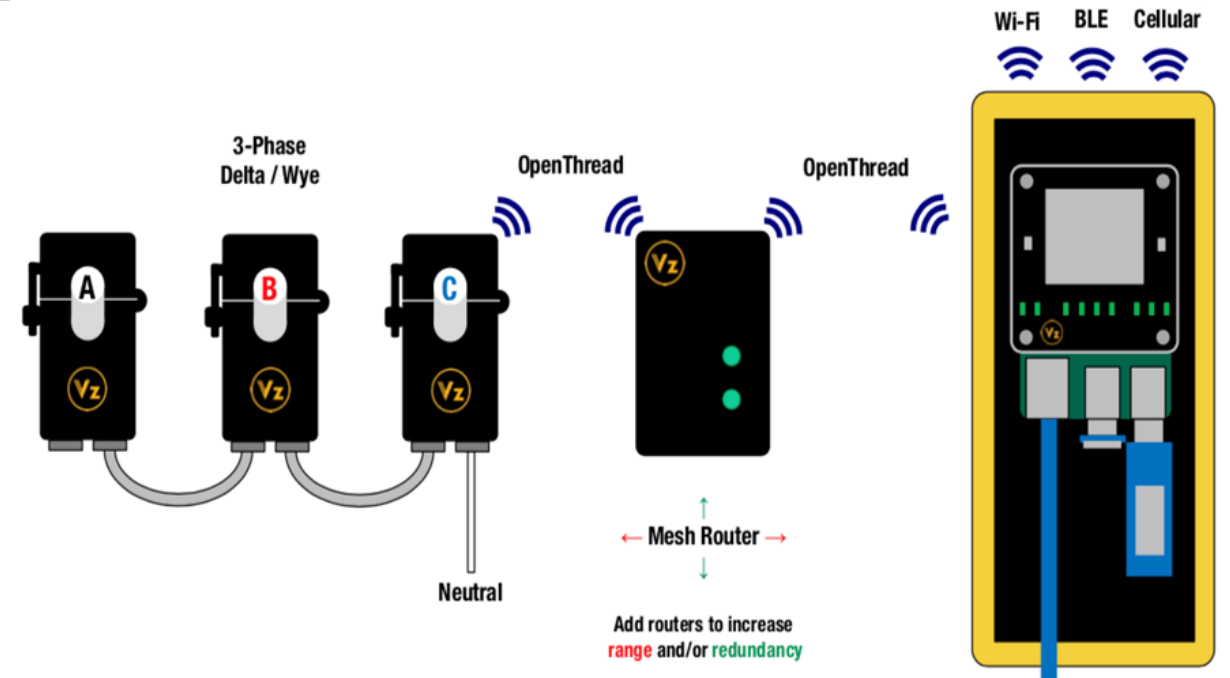 Wi-Fi BLE Cellular
3-Phase
Delta / Wye
OpenThread
OpenThread
A
B
C
Vz
Vz
Vz
Vz
Vz
← Mesh Router →
Neutral
Add routers to increase
range and/or redundancy